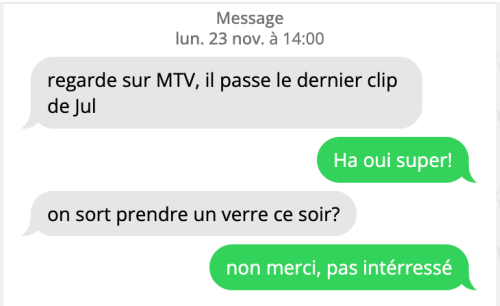 Message
lun. 23 nov. à 14:00
regarde sur MTV, il passe le dernier clip
de Jul
Ha oui super!
on sort prendre un verre ce soir?
non merci, pas intérressé